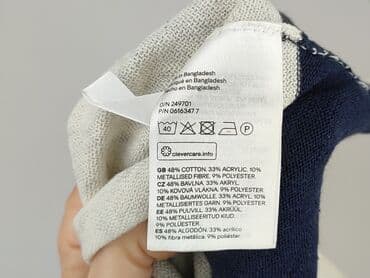 in Bangladesh
en Bangladesh
en Bangladesh
O/N 249701
P/N 0616347 7
40
P
clevercare.info
GB 48% COTTON, 33% ACRYLIC, 10%
METALLISED FIBRE, 9% POLYESTER
CZ 48% BAVLNA, 33% AKRYL,
10% KOVOVÁ VLÁKNA, 9% POLYESTER
DE 48% BAUMWOLLE, 33% ACRYL, 10%
METALLISIERTES GARN, 9% POLYESTER
EE 48% PUUVILL, 33% AKRÜÜL, 10%
METALLISEERITUD KIUD,
9% POLÜESTER
ES 48% ALGODÓN, 33% acrílico
10% fibra metálica, 9% poliéster